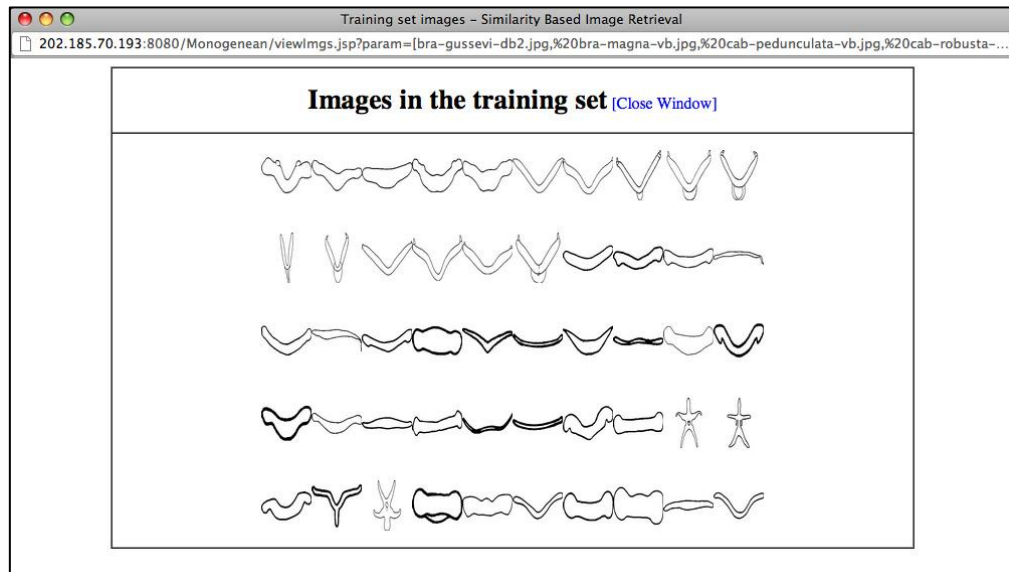 Training set images – Similarity Based Image Retrieval
202.185.70.193:8080/Monogenean/viewImgs.jsp?param=[bra-gussevi-db2.jpg,%20bra-magna-vb.jpg,%20cab-pedunculata-vb.jpg,%20cab-robusta-...
Images in the training set [Close Window]